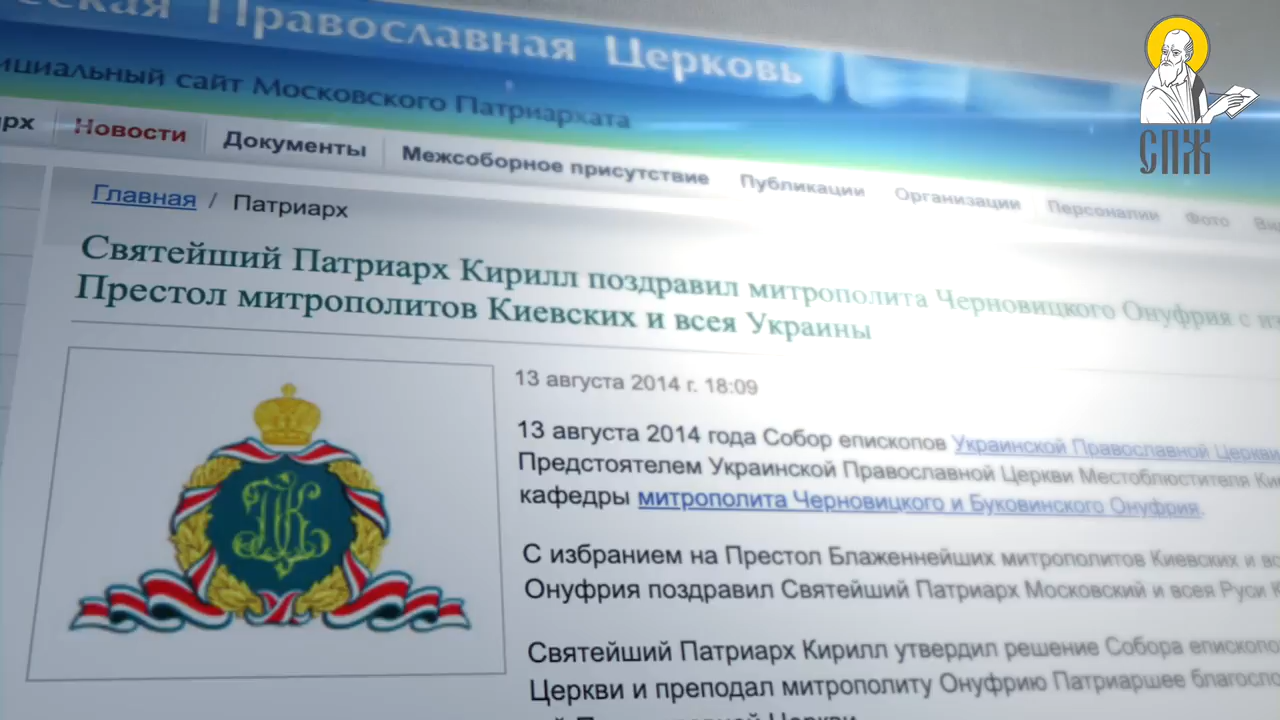 Православная Церковь
сайт Московского Патриархата
СПЖ
Новости Документы Межсоборное присутствие Публикации Организации Персоналии Фото
Главная / Патриарх
Святейший Патриарх Кирилл поздравил митрополита Черновицкого Онуфрия с
Престол митрополитов Киевских и всея Украины
13 августа 2014 г. 18:09
13 августа 2014 года Собор епископов Украинской Православной Церкви
Предстоятелем Украинской Православной Церкви Местоблюстителя
кафедры митрополита Черновицкого и Буковинского Онуфрия.
С избранием на Престол Блаженнейших митрополитов Киевских и
Онуфрия поздравил Святейший Патриарх Московский и всея Руси
Святейший Патриарх Кирилл утвердил решение Собора
Церкви и преподал митрополиту Онуфрию Патриаршее